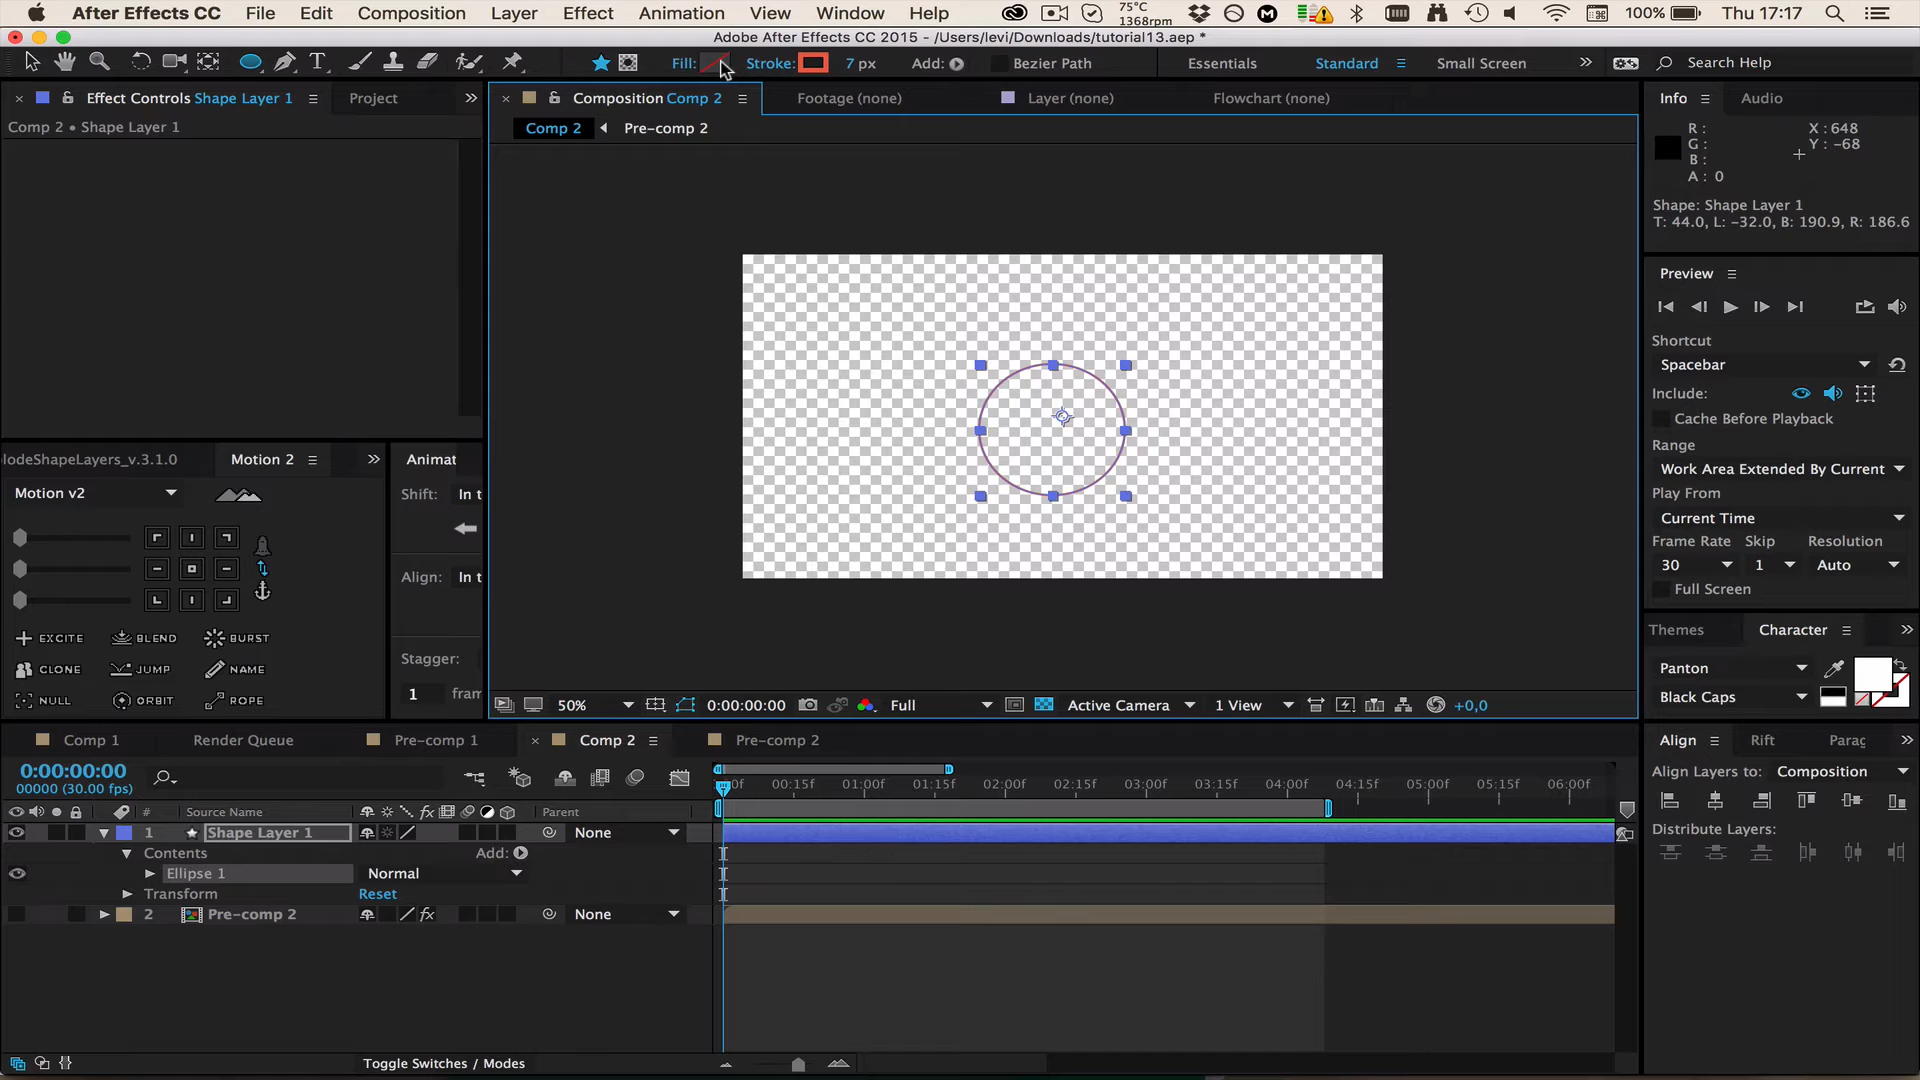 After Effects CC File Edit Composition Layer Effect Animation View Window Help 75°C 1368rpm 100% Thu 17:17
Adobe After Effects CC 2015 - /Users/levi/Downloads/tutorial13.aep *
Fill: Stroke: 7 px Add: Bezier Path Essentials Standard Small Screen Search Help
Effect Controls Shape Layer 1 Project
Comp 2 • Shape Layer 1
Composition Comp 2 Footage (none) Layer (none) Flowchart (none)
Comp 2 Pre-comp 2
Info Audio
R: X: 648
G: Y: -68
B:
A: 0
Shape: Shape Layer 1
T: 44.0, L: -32.0, B: 190.9, R: 186.6
Preview
Shortcut
Spacebar
Include:
Cache Before Playback
Range
Work Area Extended By Current
Play From
Current Time
Frame Rate Skip Resolution
30 1 Auto
Full Screen
lodeShapeLayers_v.3.1.0 Motion 2 Animat
Motion v2
Shift: In t
Align: In t
EXCITE BLEND BURST
CLONE JUMP NAME
NULL ORBIT ROPE
Stagger:
1 fram
50% 0:00:00:00 Full Active Camera 1 View +0,0
Themes Character
Panton
Black Caps
Comp 1 Render Queue Pre-comp 1 Comp 2 Pre-comp 2
0:00:00:00
00000 (30.00 fps)
00f 00:15f 01:00f 01:15f 02:00f 02:15f 03:00f 03:15f 04:00f 04:15f 05:00f 05:15f 06:00f
# Source Name fx Parent
1 Shape Layer 1 None
Contents Add:
Ellipse 1 Normal
Transform Reset
2 Pre-comp 2 fx None
Align Rift Parag
Align Layers to: Composition
Distribute Layers:
Toggle Switches / Modes